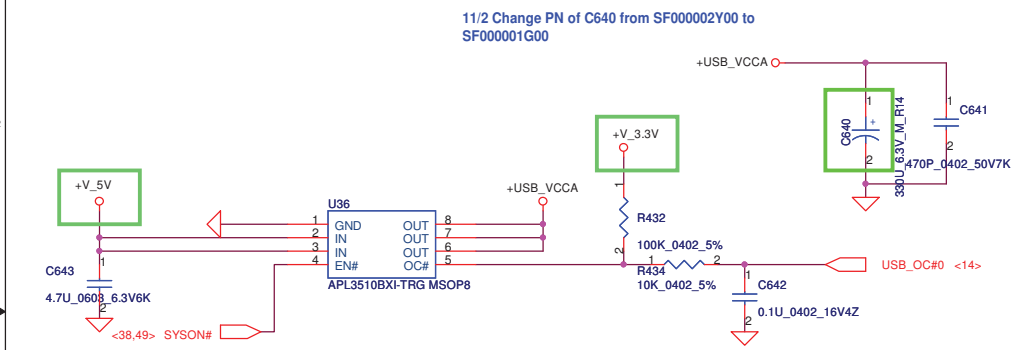 11/2 Change PN of C640 from SF000002Y00 to
SF000001G00
+USB_VCCA
1
C640
+
2
330U_6.3V_M_R14
1
C641
2
470P_0402_50V7K
+V_3.3V
+V_5V
+USB_VCCA
U36
1 GND OUT 8
2 IN OUT 7
3 IN OUT 6
4 EN# OC# 5
APL3510BXI-TRG MSOP8
1
R432
2
100K_0402_5%
1 2
R434
10K_0402_5%
USB_OC#0 <14>
1
C643
4.7U_0603_6.3V6K
2
1
C642
0.1U_0402_16V4Z
2
<38,49> SYSON#